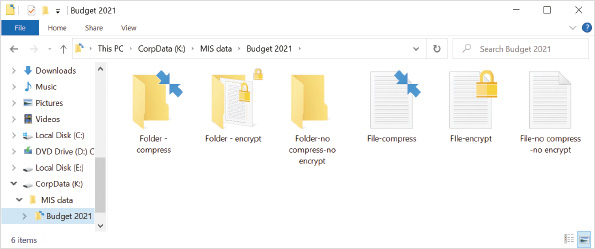 Budget 2021
File Home Share View
This PC > CorpData (K:) > MIS data > Budget 2021
Search Budget 2021
Downloads
Music
Pictures
Videos
Local Disk (C:)
DVD Drive (D:) C
Local Disk (E:)
CorpData (K:)
MIS data
Budget 2021
Folder -
compress
Folder - encrypt
Folder-no
compress-no
encrypt
File-compress
FIle-encrypt
File-no compress
-no encrypt
6 items